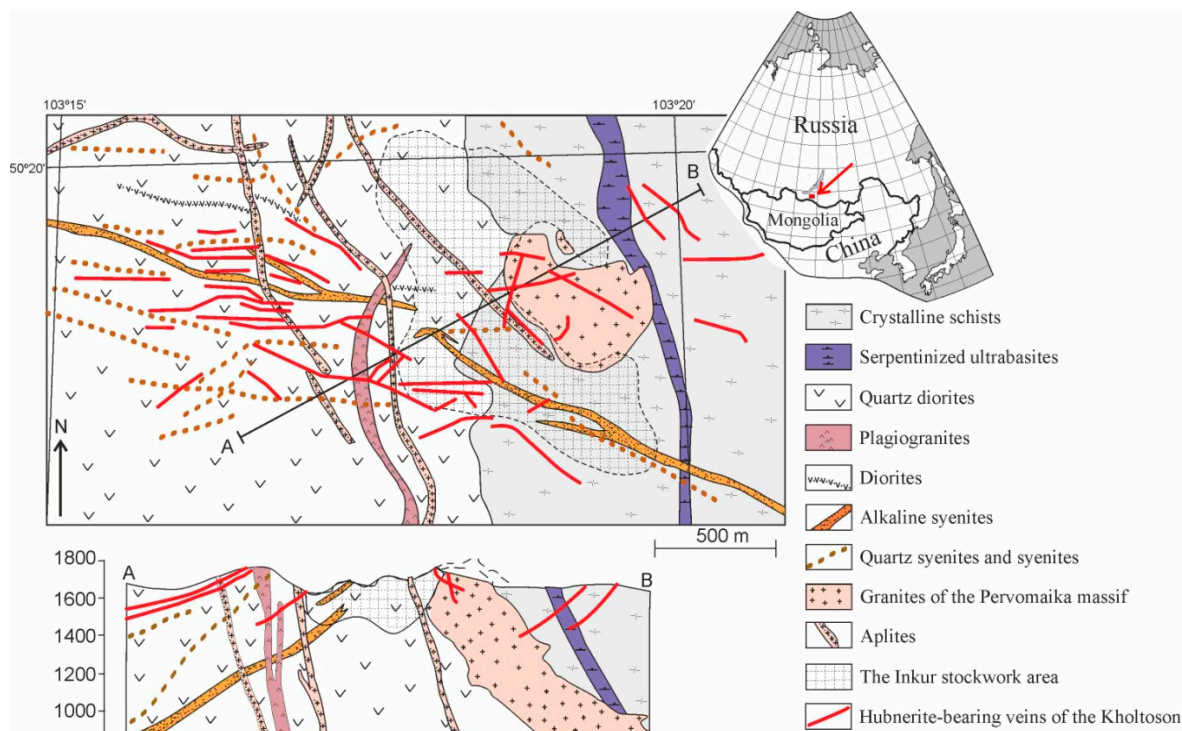 103°15'
103°20'
50°20'
B
A
N
500 m
Russia
Mongolia
China
Crystalline schists
Serpentinized ultrabasites
Quartz diorites
Plagiogranites
Diorites
Alkaline syenites
Quartz syenites and syenites
Granites of the Pervomaika massif
Aplites
The Inkur stockwork area
Hubnerite-bearing veins of the Kholtoson
1800
A
B
1600
1400
1200
1000